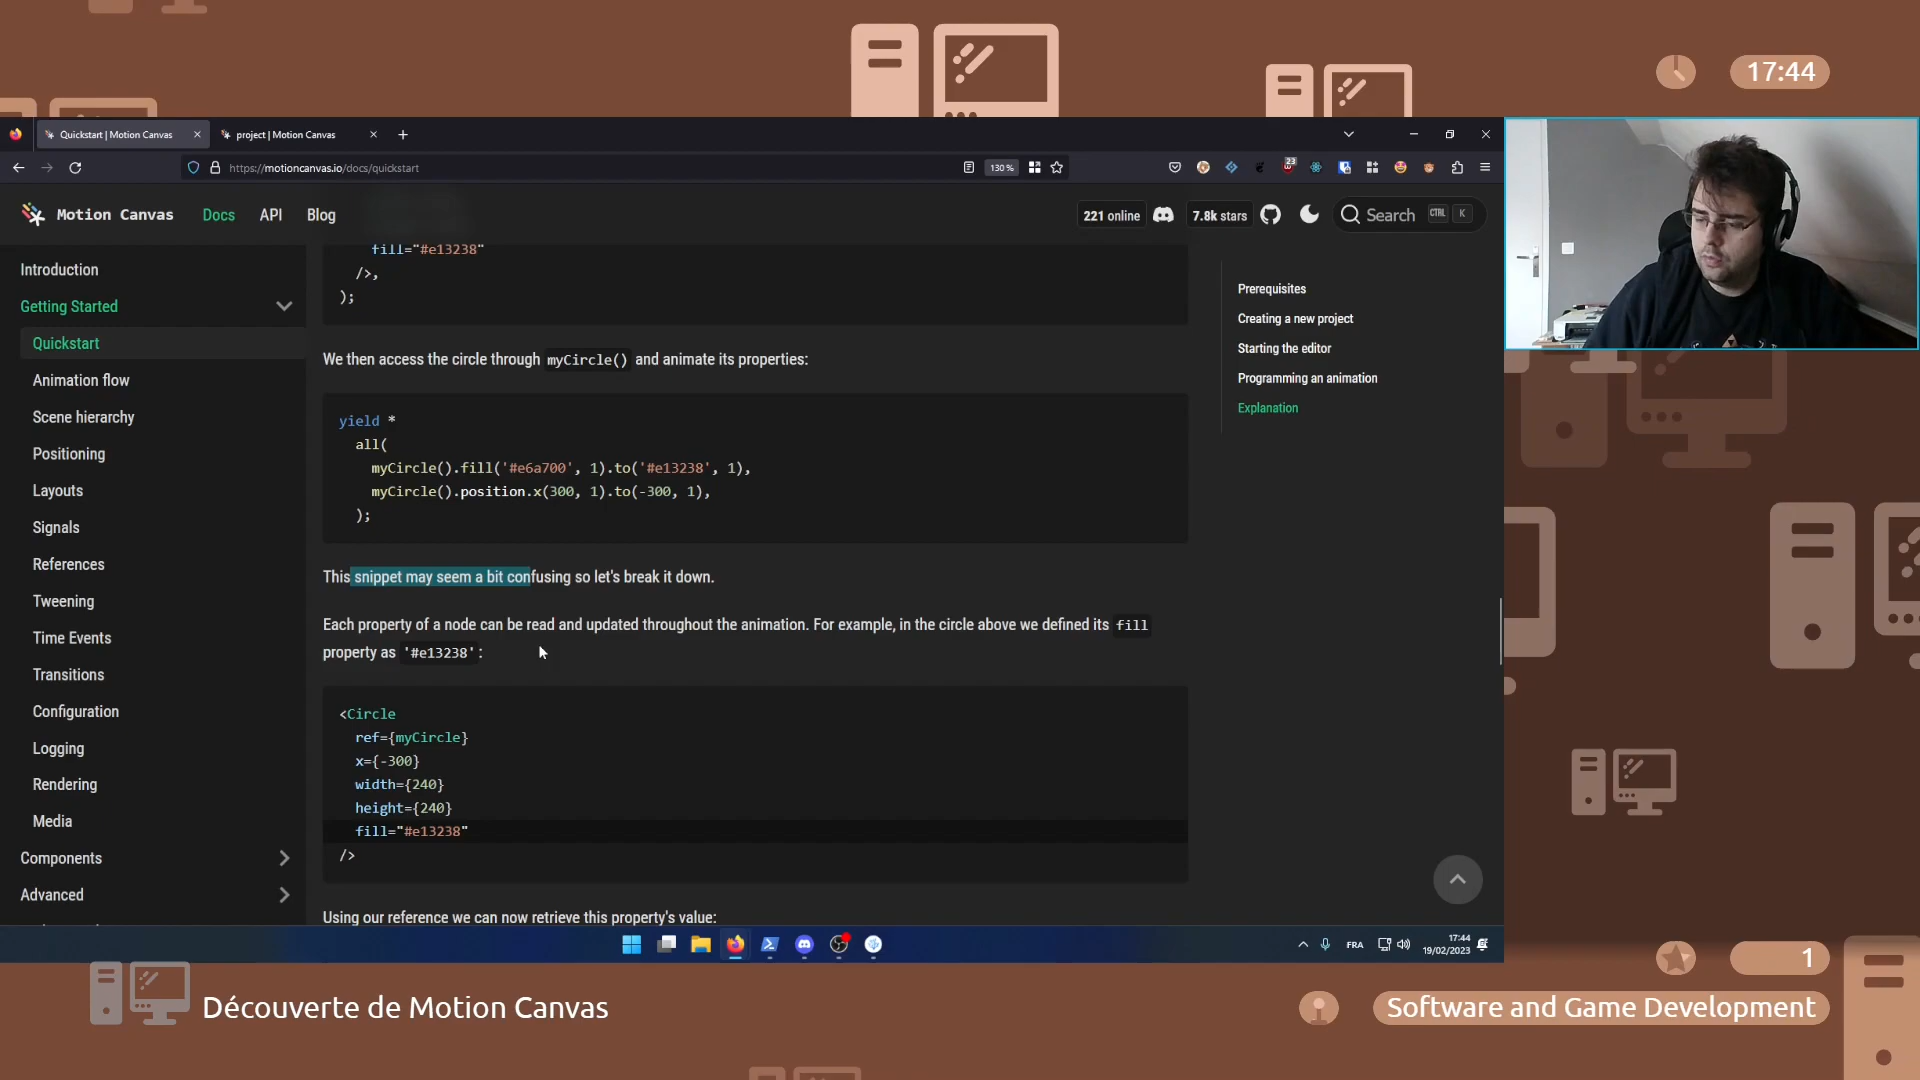 17:44
Quickstart | Motion Canvas
project | Motion Canvas
https://motioncanvas.io/docs/quickstart
130%
23
Motion Canvas
Docs
API
Blog
221 online
7.8k stars
Search
CTRL
K
Introduction
Getting Started
Quickstart
Animation flow
Scene hierarchy
Positioning
Layouts
Signals
References
Tweening
Time Events
Transitions
Configuration
Logging
Rendering
Media
Components
Advanced
fill="#e13238"
/>,
);
We then access the circle through myCircle() and animate its properties:
yield *
all(
myCircle().fill('#e6a700', 1).to('#e13238', 1),
myCircle().position.x(300, 1).to(-300, 1),
);
This snippet may seem a bit confusing so let's break it down.
Each property of a node can be read and updated throughout the animation. For example, in the circle above we defined its fill
property as '#e13238':
<Circle
ref={myCircle}
x={-300}
width={240}
height={240}
fill="#e13238"
/>
Using our reference we can now retrieve this property's value:
Prerequisites
Creating a new project
Starting the editor
Programming an animation
Explanation
FRA
17:44
19/02/2023
Découverte de Motion Canvas
1
Software and Game Development